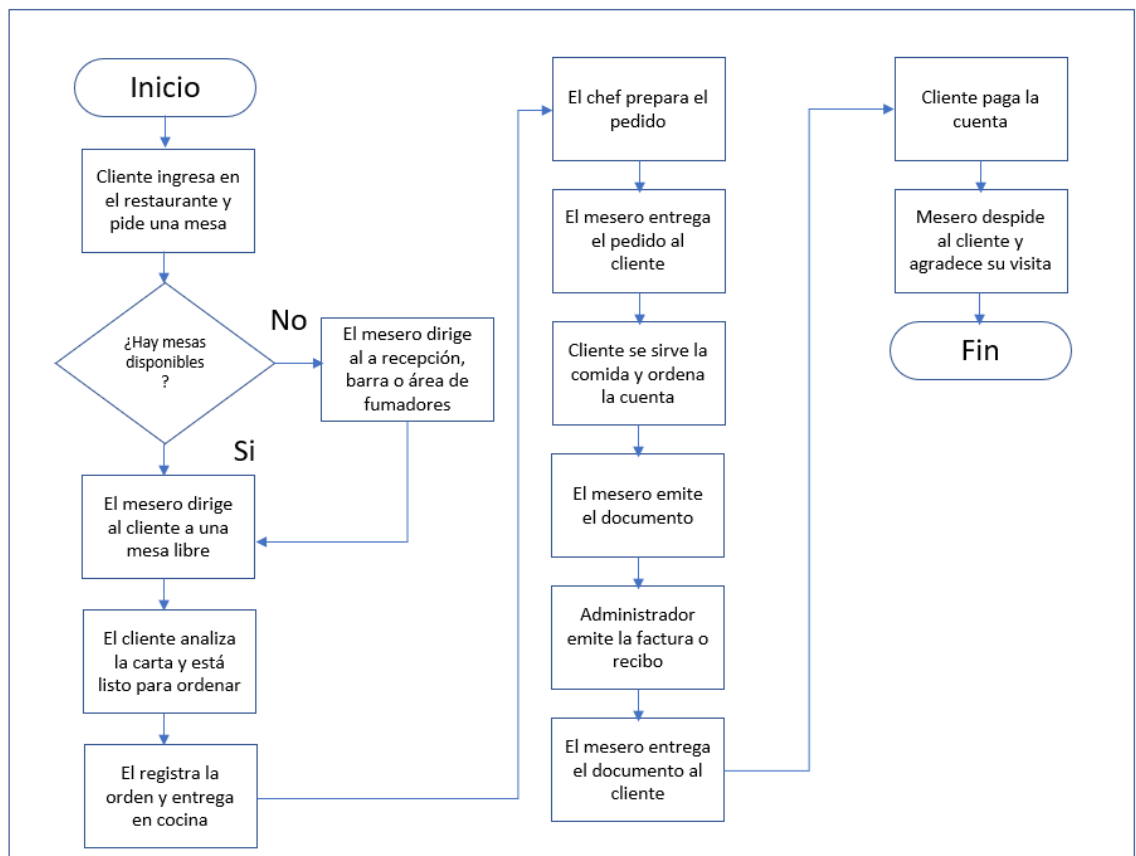 Inicio
Cliente ingresa en
el restaurante y
pide una mesa
¿Hay mesas
disponibles
?
No
El mesero dirige
al a recepción,
barra o área de
fumadores
Si
El mesero dirige
al cliente a una
mesa libre
El cliente analiza
la carta y está
listo para ordenar
El registra la
orden y entrega
en cocina
El chef prepara el
pedido
El mesero entrega
el pedido al
cliente
Cliente se sirve la
comida y ordena
la cuenta
El mesero emite
el documento
Administrador
emite la factura o
recibo
El mesero entrega
el documento al
cliente
Cliente paga la
cuenta
Mesero despide
al cliente y
agradece su visita
Fin